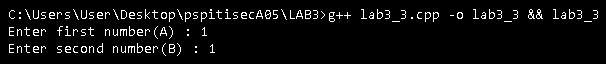 C:\Users\User\Desktop\pspitisecA05\LAB3>g++ lab3_3.cpp -o lab3_3 && lab3_3
Enter first number(A) : 1
Enter second number(B) : 1